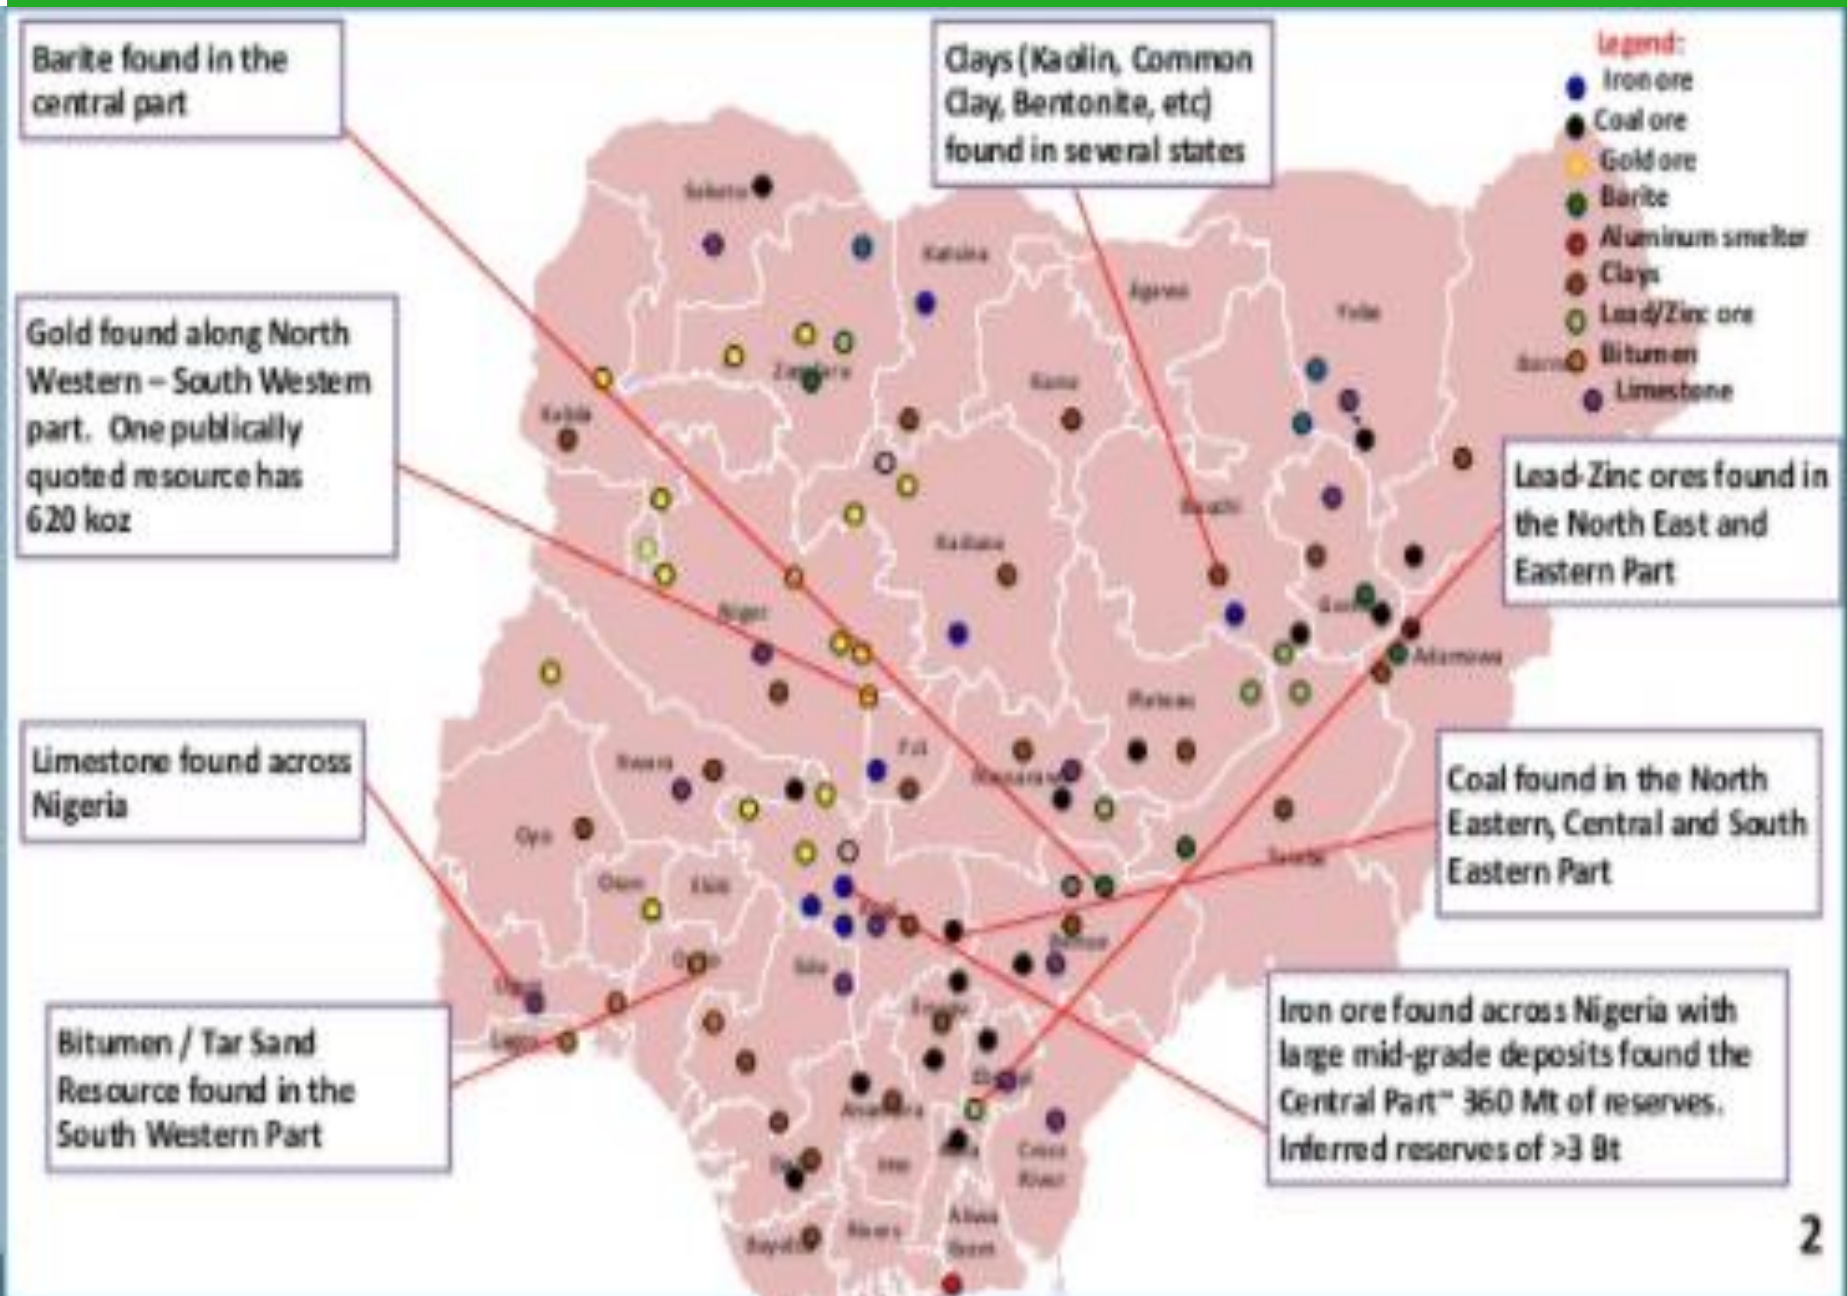 Barite found in the
central part
Clays (Kaolin, Common
Clay, Bentonite, etc)
found in several states
Legend:
Iron ore
Coal ore
Gold ore
Barite
Aluminum smelter
Clays
Lead/Zinc ore
Bitumen
Limestone
Gold found along North
Western – South Western
part. One publically
quoted resource has
620 koz
Lead-Zinc ores found in
the North East and
Eastern Part
Limestone found across
Nigeria
Coal found in the North
Eastern, Central and South
Eastern Part
Bitumen / Tar Sand
Resource found in the
South Western Part
Iron ore found across Nigeria with
large mid-grade deposits found the
Central Part~ 360 Mt of reserves.
Inferred reserves of >3 Bt
Sokoto
Katsina
Jigawa
Yobe
Zamfara
Kano
Kebbi
Bauchi
Kaduna
Niger
Gombe
Adamawa
Plateau
Kwara
Nasarawa
Oyo
Taraba
Osun
Ekiti
Benue
Edo
Enugu
Lagos
Anambra
Imo
Cross
River
Rivers
Akwa
Ibom
2